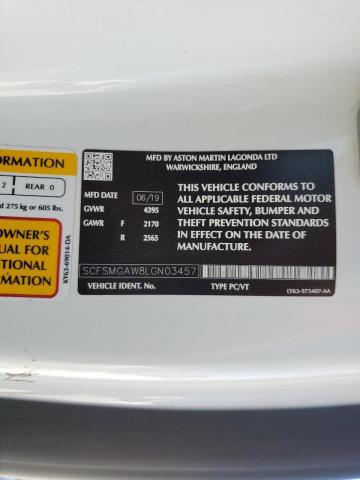 ORMATION
2 REAR 0
d 275 kg or 605 lbs.
OWNER'S
UAL FOR
ITIONAL
RMATION
KY63-69014-DA
MFD BY ASTON MARTIN LAGONDA LTD
WARWICKSHIRE, ENGLAND
MFD DATE 06/19
GVWR 4395
GAWR F 2170
R 2565
THIS VEHICLE CONFORMS TO
ALL APPLICABLE FEDERAL MOTOR
VEHICLE SAFETY, BUMPER AND
THEFT PREVENTION STANDARDS
IN EFFECT ON THE DATE OF
MANUFACTURE.
SCFSMGAW8LGN03457
VEHICLE IDENT. No. TYPE PC/VT LY63-973407-AA